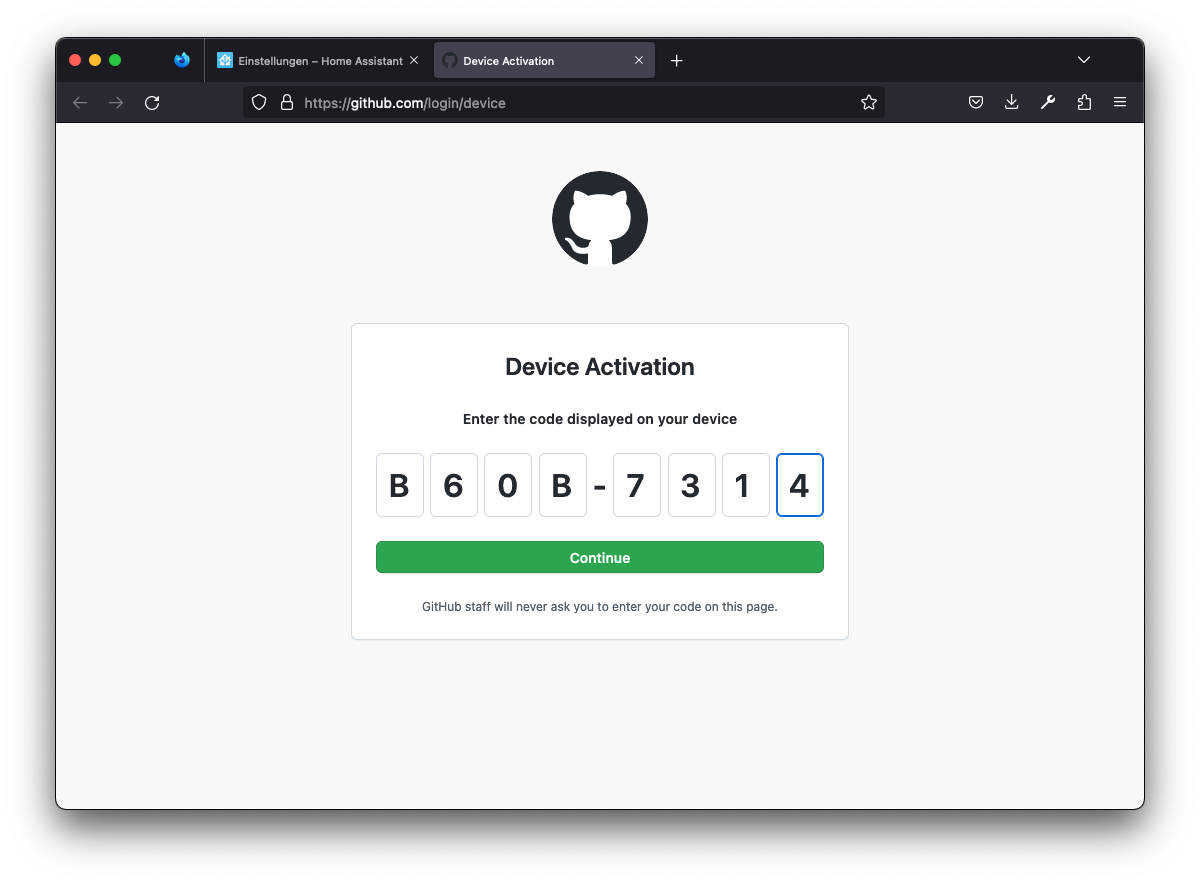 Einstellungen – Home Assistant
Device Activation
https://github.com/login/device
Device Activation
Enter the code displayed on your device
B 6 0 B - 7 3 1 4
Continue
GitHub staff will never ask you to enter your code on this page.